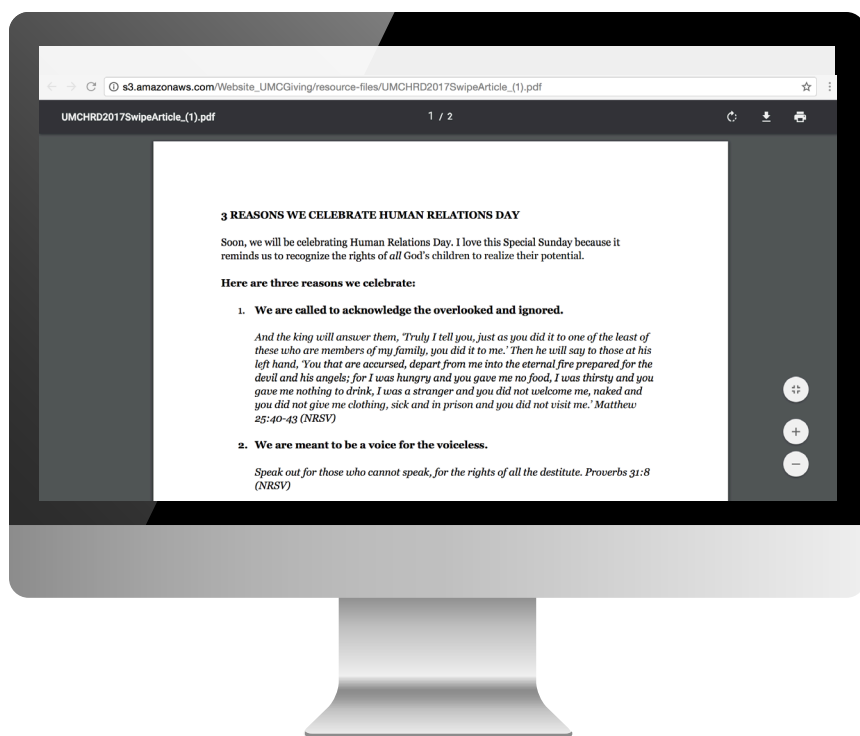 s3.amazonaws.com/Website_UMCGiving/resource-files/UMCHRD2017SwipeArticle_(1).pdf
UMCHRD2017SwipeArticle_(1).pdf 1 / 2
3 REASONS WE CELEBRATE HUMAN RELATIONS DAY
Soon, we will be celebrating Human Relations Day. I love this Special Sunday because it
reminds us to recognize the rights of all God's children to realize their potential.
Here are three reasons we celebrate:
1. We are called to acknowledge the overlooked and ignored.
And the king will answer them, 'Truly I tell you, just as you did it to one of the least of
these who are members of my family, you did it to me.' Then he will say to those at his
left hand, 'You that are accursed, depart from me into the eternal fire prepared for the
devil and his angels; for I was hungry and you gave me no food, I was thirsty and you
gave me nothing to drink, I was a stranger and you did not welcome me, naked and
you did not give me clothing, sick and in prison and you did not visit me.' Matthew
25:40-43 (NRSV)
2. We are meant to be a voice for the voiceless.
Speak out for those who cannot speak, for the rights of all the destitute. Proverbs 31:8
(NRSV)